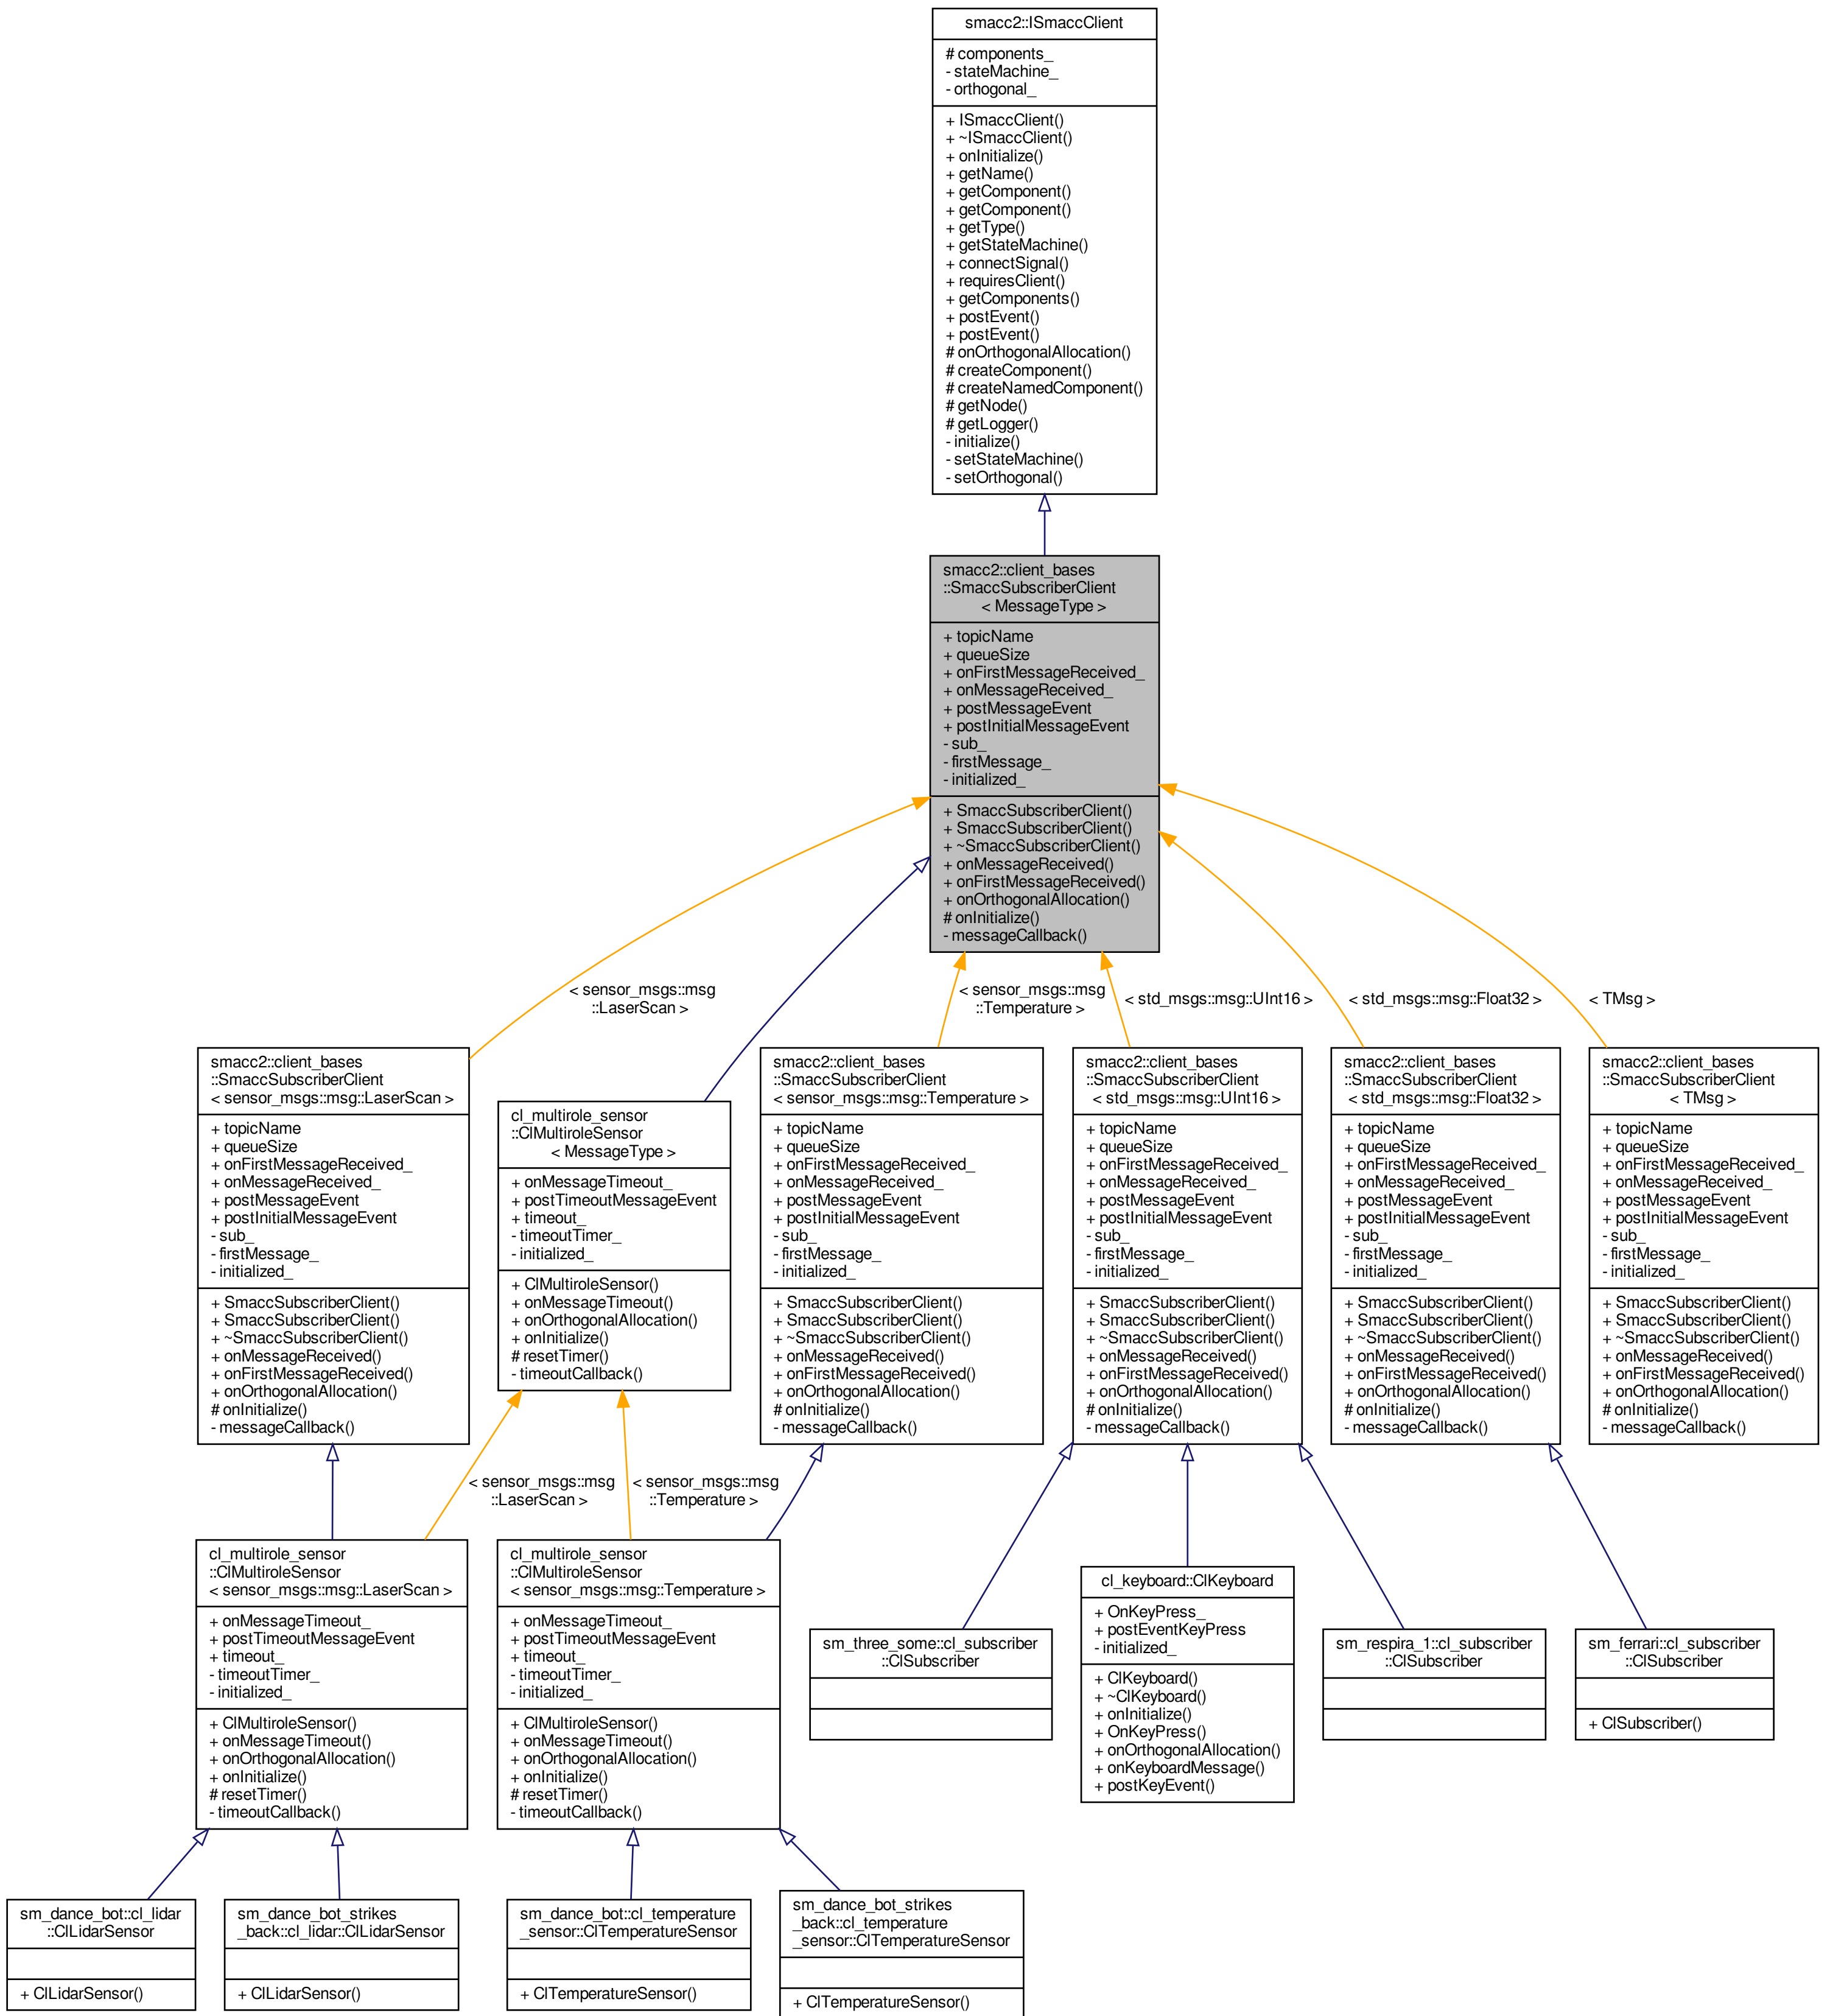 smacc2::ISmaccClient
# components_
- stateMachine_
- orthogonal_
+ ISmaccClient()
+ ~ISmaccClient()
+ onInitialize()
+ getName()
+ getComponent()
+ getComponent()
+ getType()
+ getStateMachine()
+ connectSignal()
+ requiresClient()
+ getComponents()
+ postEvent()
+ postEvent()
# onOrthogonalAllocation()
# createComponent()
# createNamedComponent()
# getNode()
# getLogger()
- initialize()
- setStateMachine()
- setOrthogonal()
smacc2::client_bases
::SmaccSubscriberClient
< MessageType >
+ topicName
+ queueSize
+ onFirstMessageReceived_
+ onMessageReceived_
+ postMessageEvent
+ postInitialMessageEvent
- sub_
- firstMessage_
- initialized_
+ SmaccSubscriberClient()
+ SmaccSubscriberClient()
+ ~SmaccSubscriberClient()
+ onMessageReceived()
+ onFirstMessageReceived()
+ onOrthogonalAllocation()
# onInitialize()
- messageCallback()
< sensor_msgs::msg
::LaserScan >
< sensor_msgs::msg
::Temperature >
< std_msgs::msg::UInt16 >
< std_msgs::msg::Float32 >
< TMsg >
smacc2::client_bases
::SmaccSubscriberClient
< sensor_msgs::msg::LaserScan >
+ topicName
+ queueSize
+ onFirstMessageReceived_
+ onMessageReceived_
+ postMessageEvent
+ postInitialMessageEvent
- sub_
- firstMessage_
- initialized_
+ SmaccSubscriberClient()
+ SmaccSubscriberClient()
+ ~SmaccSubscriberClient()
+ onMessageReceived()
+ onFirstMessageReceived()
+ onOrthogonalAllocation()
# onInitialize()
- messageCallback()
cl_multirole_sensor
::ClMultiroleSensor
< MessageType >
+ onMessageTimeout_
+ postTimeoutMessageEvent
+ timeout_
- timeoutTimer_
- initialized_
+ ClMultiroleSensor()
+ onMessageTimeout()
+ onOrthogonalAllocation()
+ onInitialize()
# resetTimer()
- timeoutCallback()
smacc2::client_bases
::SmaccSubscriberClient
< sensor_msgs::msg::Temperature >
+ topicName
+ queueSize
+ onFirstMessageReceived_
+ onMessageReceived_
+ postMessageEvent
+ postInitialMessageEvent
- sub_
- firstMessage_
- initialized_
+ SmaccSubscriberClient()
+ SmaccSubscriberClient()
+ ~SmaccSubscriberClient()
+ onMessageReceived()
+ onFirstMessageReceived()
+ onOrthogonalAllocation()
# onInitialize()
- messageCallback()
smacc2::client_bases
::SmaccSubscriberClient
< std_msgs::msg::UInt16 >
+ topicName
+ queueSize
+ onFirstMessageReceived_
+ onMessageReceived_
+ postMessageEvent
+ postInitialMessageEvent
- sub_
- firstMessage_
- initialized_
+ SmaccSubscriberClient()
+ SmaccSubscriberClient()
+ ~SmaccSubscriberClient()
+ onMessageReceived()
+ onFirstMessageReceived()
+ onOrthogonalAllocation()
# onInitialize()
- messageCallback()
smacc2::client_bases
::SmaccSubscriberClient
< std_msgs::msg::Float32 >
+ topicName
+ queueSize
+ onFirstMessageReceived_
+ onMessageReceived_
+ postMessageEvent
+ postInitialMessageEvent
- sub_
- firstMessage_
- initialized_
+ SmaccSubscriberClient()
+ SmaccSubscriberClient()
+ ~SmaccSubscriberClient()
+ onMessageReceived()
+ onFirstMessageReceived()
+ onOrthogonalAllocation()
# onInitialize()
- messageCallback()
smacc2::client_bases
::SmaccSubscriberClient
< TMsg >
+ topicName
+ queueSize
+ onFirstMessageReceived_
+ onMessageReceived_
+ postMessageEvent
+ postInitialMessageEvent
- sub_
- firstMessage_
- initialized_
+ SmaccSubscriberClient()
+ SmaccSubscriberClient()
+ ~SmaccSubscriberClient()
+ onMessageReceived()
+ onFirstMessageReceived()
+ onOrthogonalAllocation()
# onInitialize()
- messageCallback()
< sensor_msgs::msg
::LaserScan >
< sensor_msgs::msg
::Temperature >
cl_multirole_sensor
::ClMultiroleSensor
< sensor_msgs::msg::LaserScan >
+ onMessageTimeout_
+ postTimeoutMessageEvent
+ timeout_
- timeoutTimer_
- initialized_
+ ClMultiroleSensor()
+ onMessageTimeout()
+ onOrthogonalAllocation()
+ onInitialize()
# resetTimer()
- timeoutCallback()
cl_multirole_sensor
::ClMultiroleSensor
< sensor_msgs::msg::Temperature >
+ onMessageTimeout_
+ postTimeoutMessageEvent
+ timeout_
- timeoutTimer_
- initialized_
+ ClMultiroleSensor()
+ onMessageTimeout()
+ onOrthogonalAllocation()
+ onInitialize()
# resetTimer()
- timeoutCallback()
sm_three_some::cl_subscriber
::ClSubscriber
cl_keyboard::ClKeyboard
+ OnKeyPress_
+ postEventKeyPress
- initialized_
+ ClKeyboard()
+ ~ClKeyboard()
+ onInitialize()
+ OnKeyPress()
+ onOrthogonalAllocation()
+ onKeyboardMessage()
+ postKeyEvent()
sm_respira_1::cl_subscriber
::ClSubscriber
sm_ferrari::cl_subscriber
::ClSubscriber
+ ClSubscriber()
sm_dance_bot::cl_lidar
::ClLidarSensor
+ ClLidarSensor()
sm_dance_bot_strikes
_back::cl_lidar::ClLidarSensor
+ ClLidarSensor()
sm_dance_bot::cl_temperature
_sensor::ClTemperatureSensor
+ ClTemperatureSensor()
sm_dance_bot_strikes
_back::cl_temperature
_sensor::ClTemperatureSensor
+ ClTemperatureSensor()